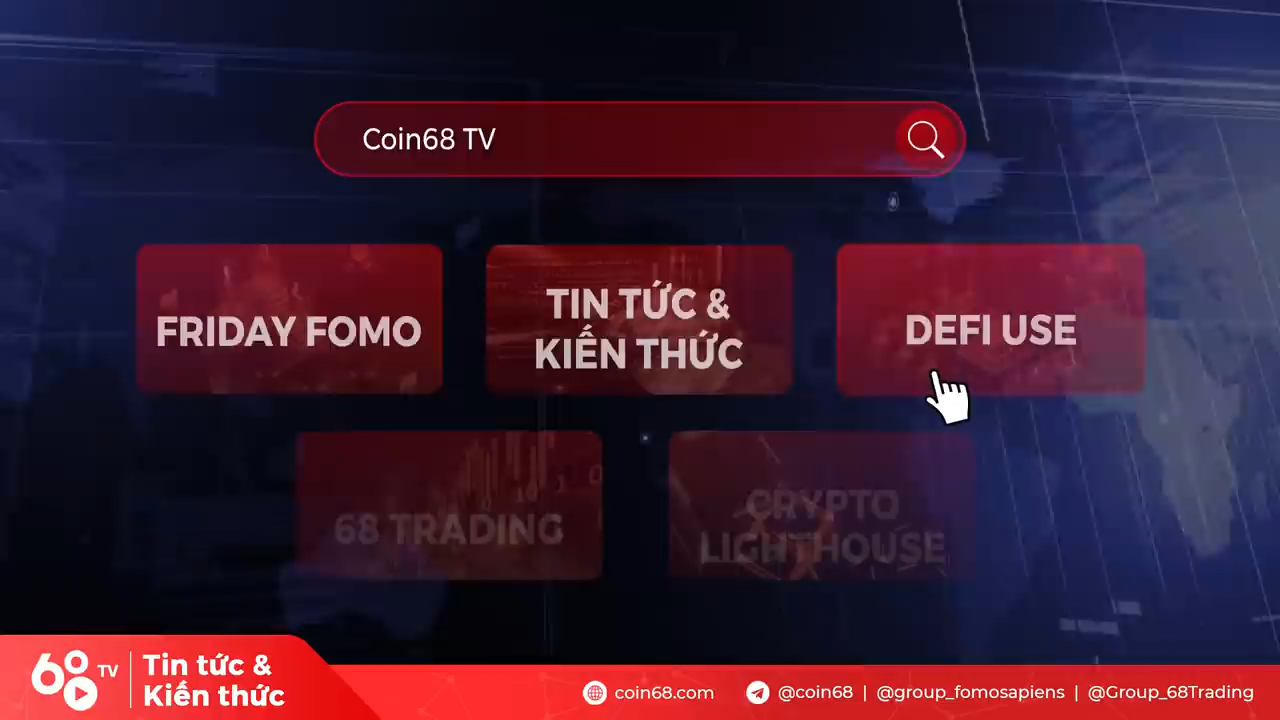 Coin68 TV
FRIDAY FOMO
TIN TỨC &
KIẾN THỨC
DEFI USE
68 TRADING
CRYPTO
LIGHTHOUSE
68 TV
Tin tức &
Kiến thức
coin68.com
@coin68 | @group_fomosapiens | @Group_68Trading